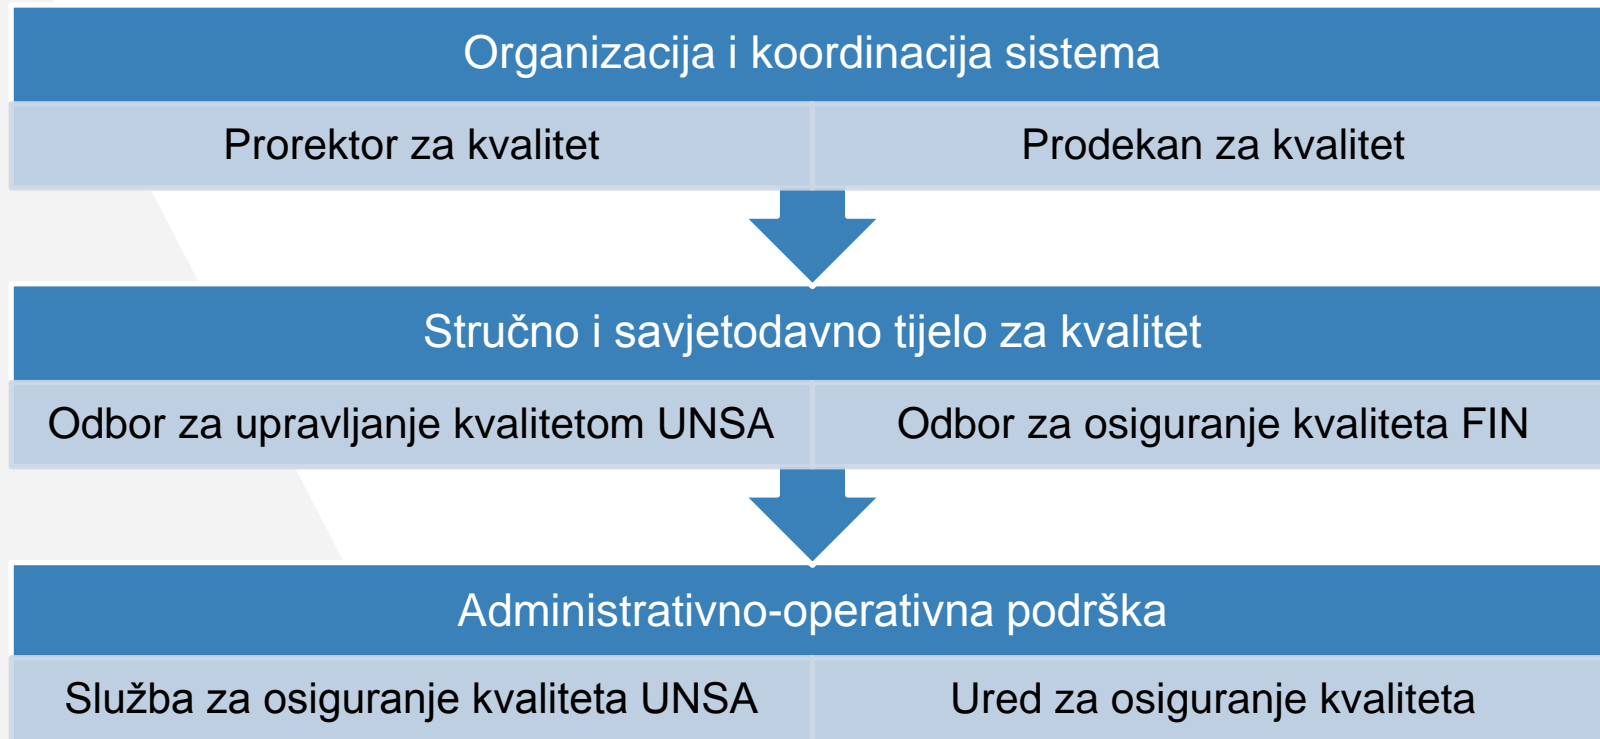 Organizacija i koordinacija sistema
Prorektor za kvalitet
Prodekan za kvalitet
Stručno i savjetodavno tijelo za kvalitet
Odbor za upravljanje kvalitetom UNSA
Odbor za osiguranje kvaliteta FIN
Administrativno-operativna podrška
Služba za osiguranje kvaliteta UNSA
Ured za osiguranje kvaliteta